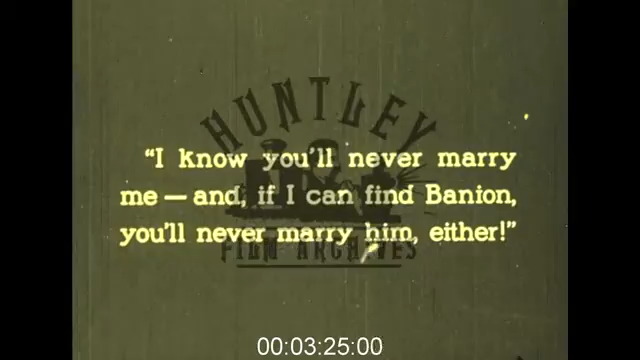 HUNTLEY
“I know you'll never marry
me — and, if I can find Banion,
you'll never marry him, either!”
FILM ARCHIVES
00:03:25:00